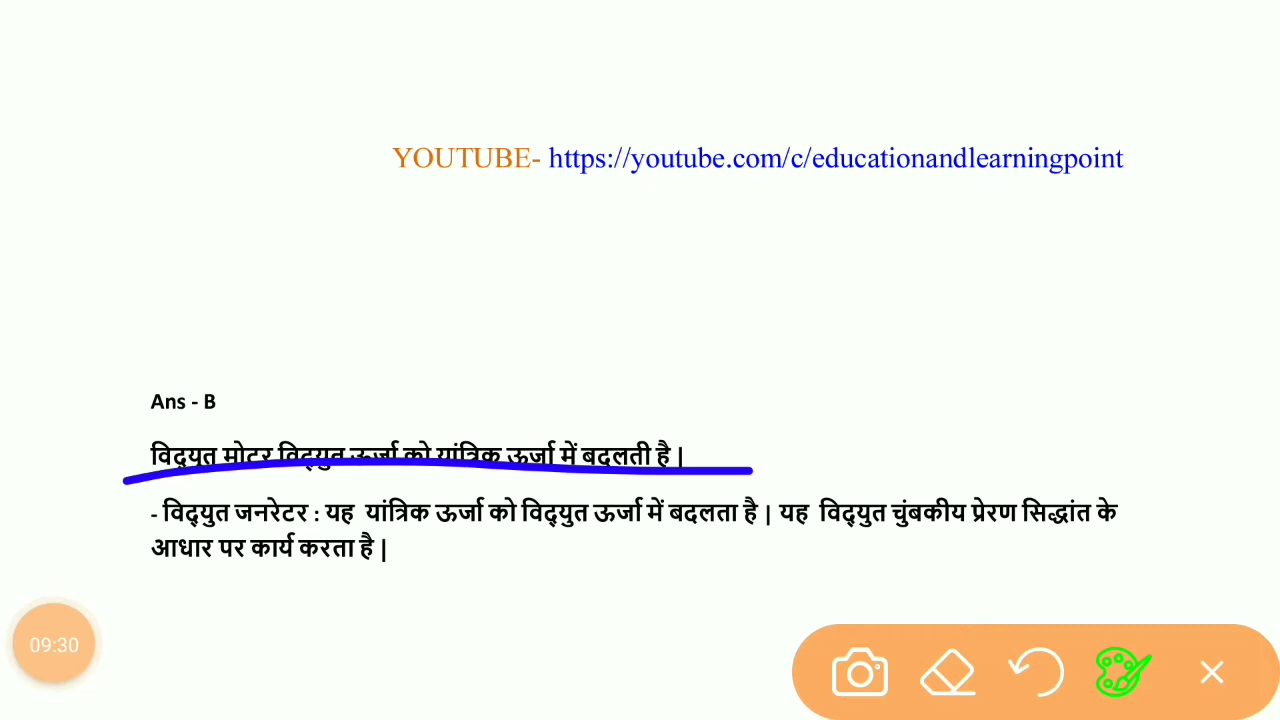 YOUTUBE- https://youtube.com/c/educationandlearningpoint
Ans - B
विद्युत मोटर विद्युत ऊर्जा को यांत्रिक ऊर्जा में बदलती है |
- विद्युत जनरेटर : यह यांत्रिक ऊर्जा को विद्युत ऊर्जा में बदलता है | यह विद्युत चुंबकीय प्रेरण सिद्धांत के
आधार पर कार्य करता है |
09:30